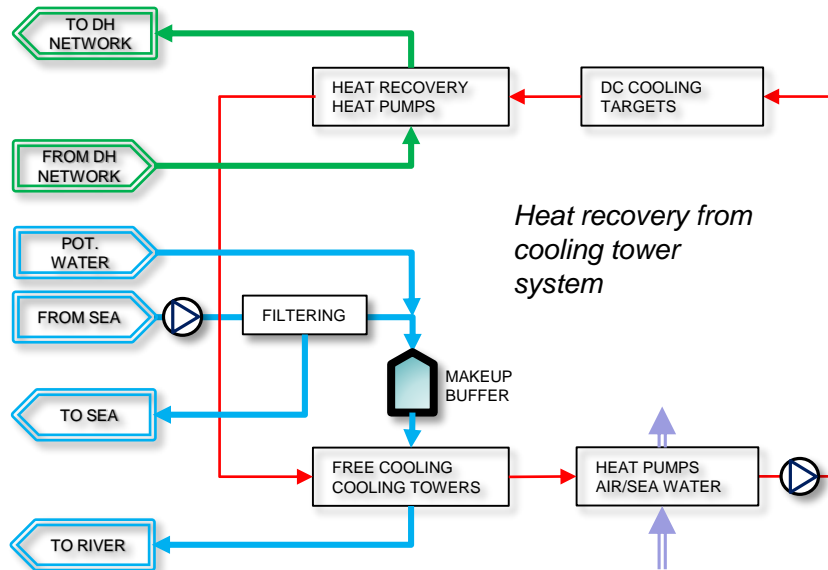 TO DH
NETWORK
HEAT RECOVERY
HEAT PUMPS
DC COOLING
TARGETS
FROM DH
NETWORK
Heat recovery from
cooling tower
system
POT.
WATER
FROM SEA
FILTERING
MAKEUP
BUFFER
TO SEA
FREE COOLING
COOLING TOWERS
HEAT PUMPS
AIR/SEA WATER
TO RIVER